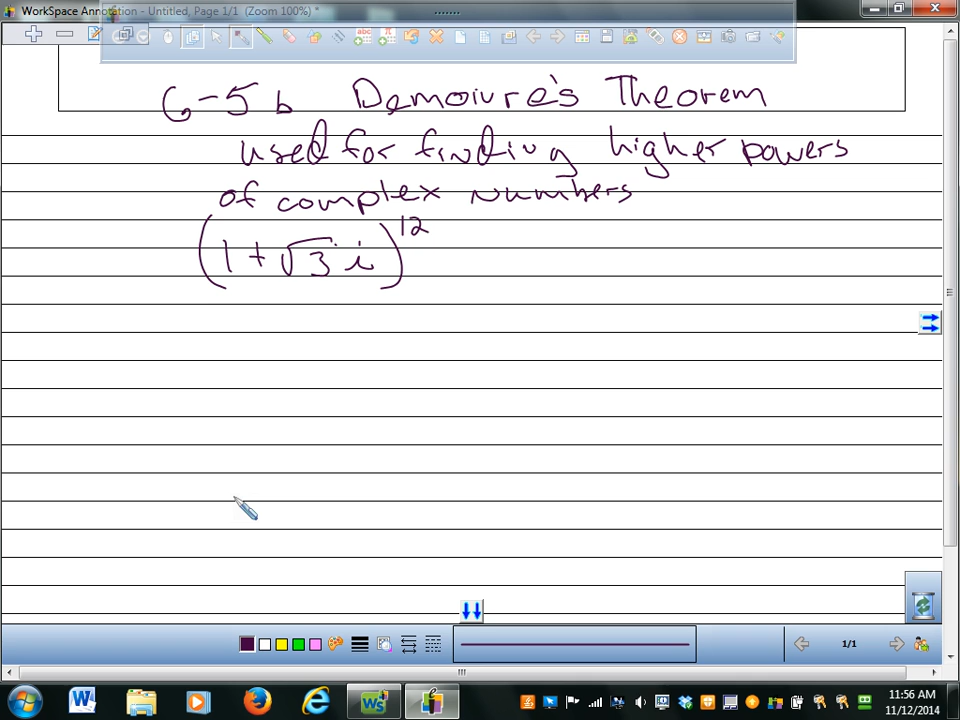 WorkSpace Annotation - Untitled, Page 1/1 (Zoom 100%) *
6-5b Demoivre's Theorem
used for finding higher powers
of complex numbers
(1 + √3 i)^12
1/1
11:56 AM
11/12/2014